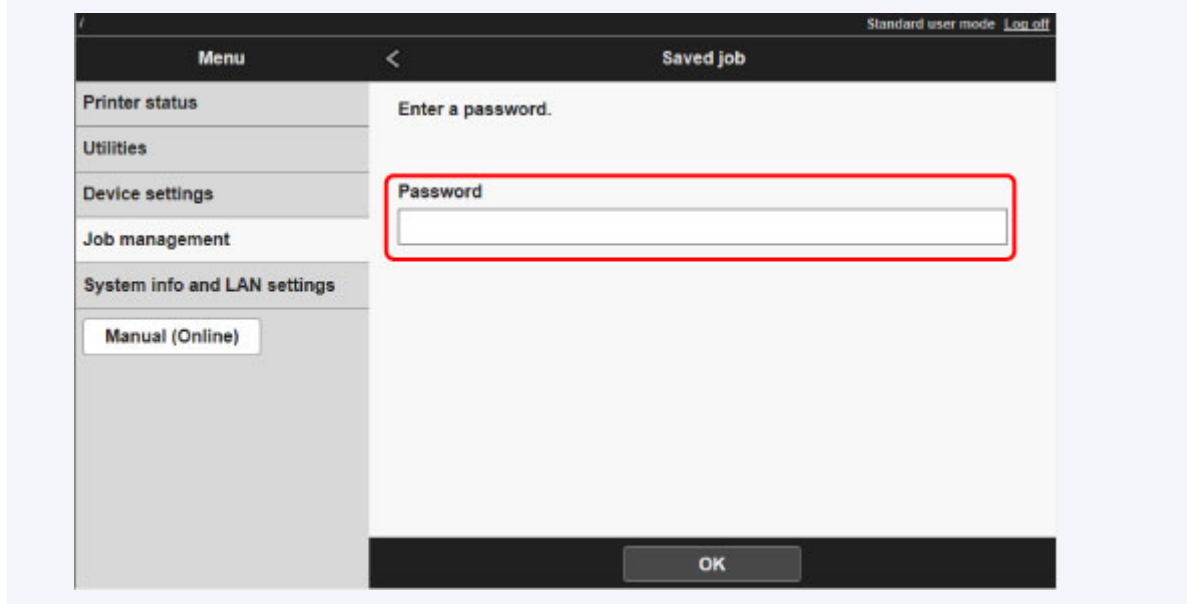 /
Standard user mode Log off
Menu
< Saved job
Printer status
Utilities
Device settings
Job management
System info and LAN settings
Manual (Online)
Enter a password.
Password
OK